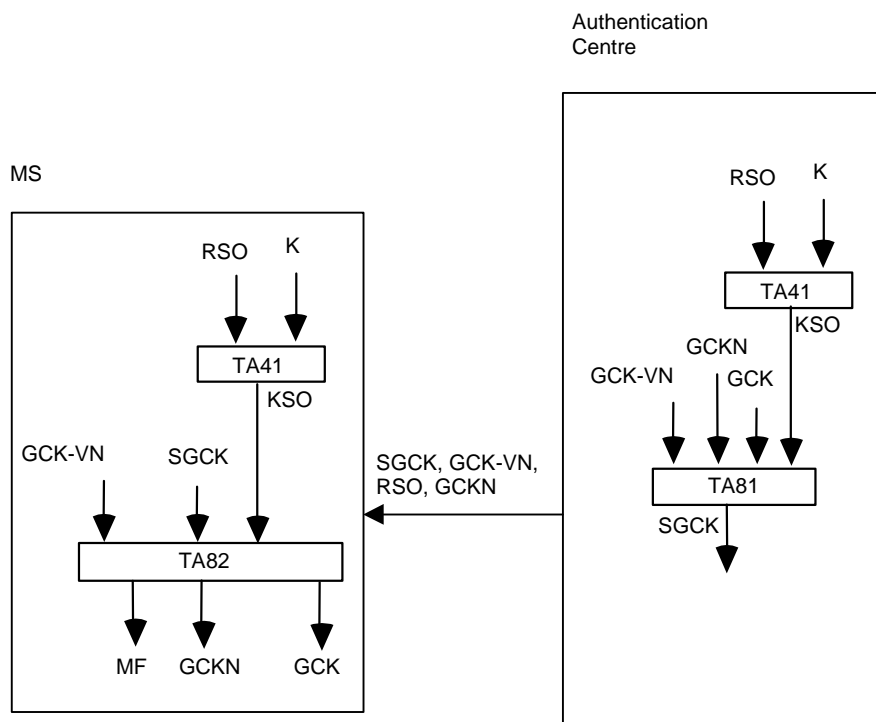 Authentication
Centre
MS
RSO
K
TA41
KSO
GCK-VN
SGCK
TA82
MF
GCKN
GCK
SGCK, GCK-VN,
RSO, GCKN
RSO
K
TA41
KSO
GCKN
GCK-VN
GCK
TA81
SGCK